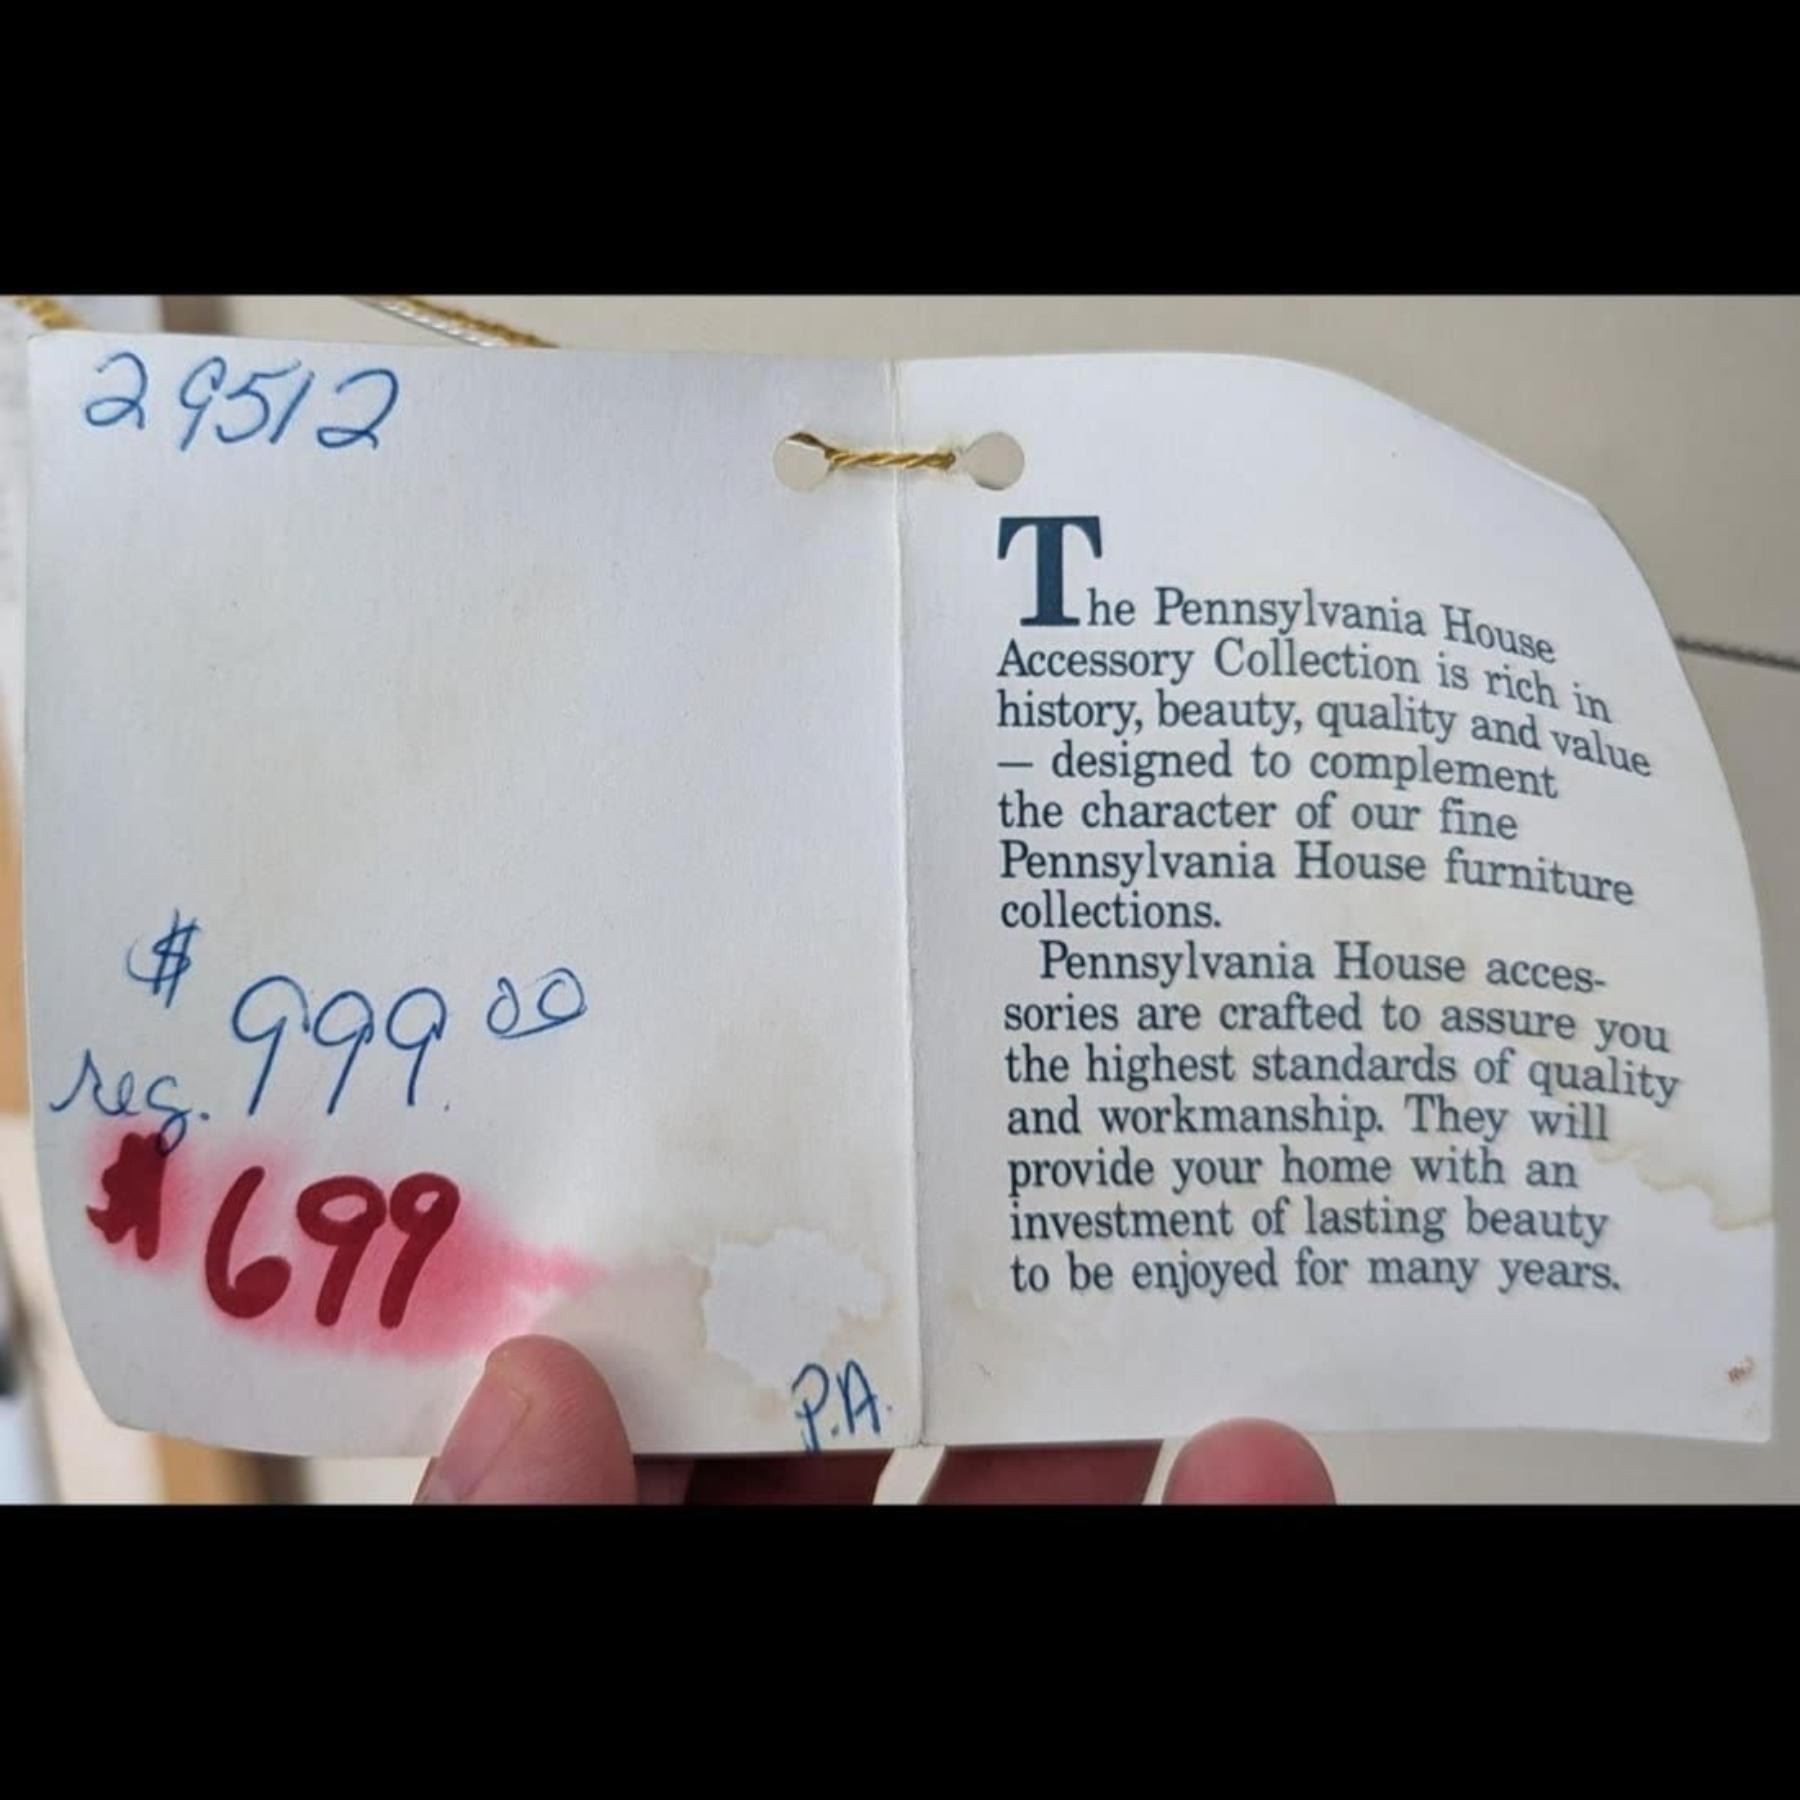 29512
$
reg. 999.00
$699
P.A.
The Pennsylvania House
Accessory Collection is rich in
history, beauty, quality and value
— designed to complement
the character of our fine
Pennsylvania House furniture
collections.
Pennsylvania House acces-
sories are crafted to assure you
the highest standards of quality
and workmanship. They will
provide your home with an
investment of lasting beauty
to be enjoyed for many years.